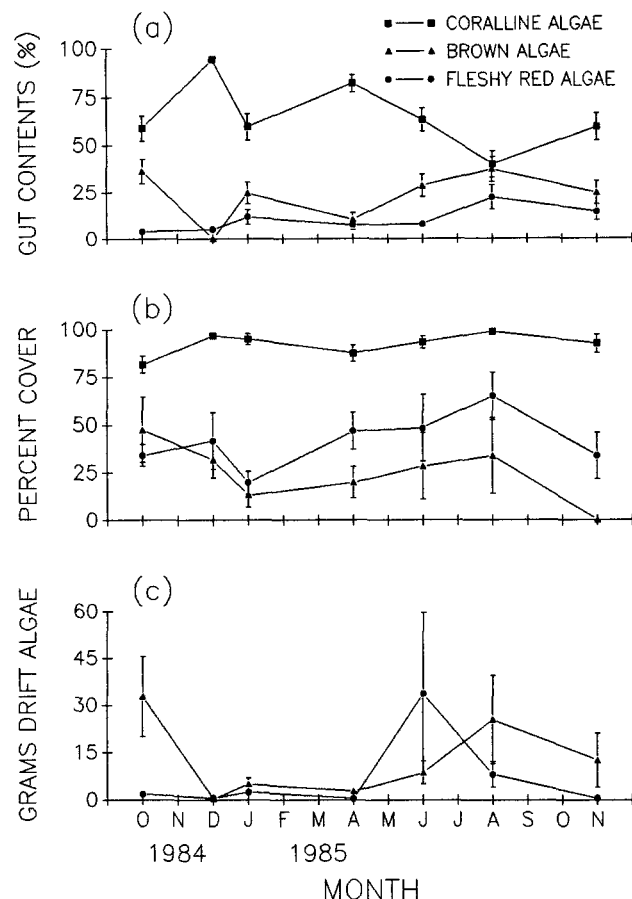 (a)
CORALLINE ALGAE
BROWN ALGAE
FLESHY RED ALGAE
GUT CONTENTS (%)
100
75
50
25
0
(b)
PERCENT COVER
100
75
50
25
0
(c)
GRAMS DRIFT ALGAE
60
45
30
15
0
O N D J F M A M J J A S O N
1984 1985
MONTH